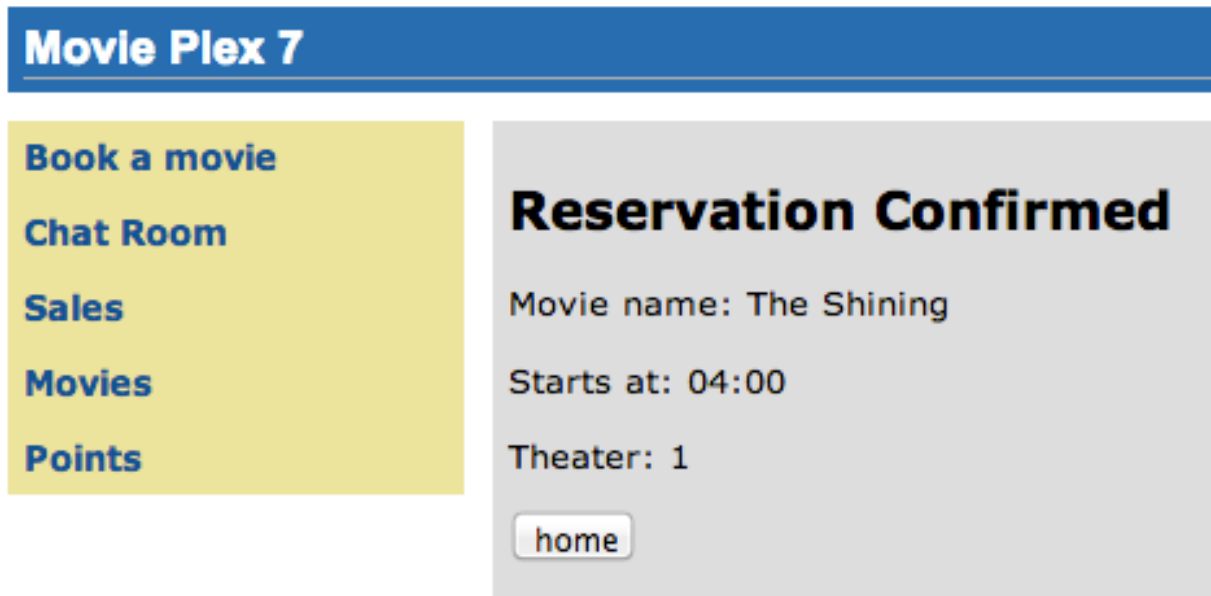 Movie Plex 7
Book a movie
Chat Room
Sales
Movies
Points
Reservation Confirmed
Movie name: The Shining
Starts at: 04:00
Theater: 1
home